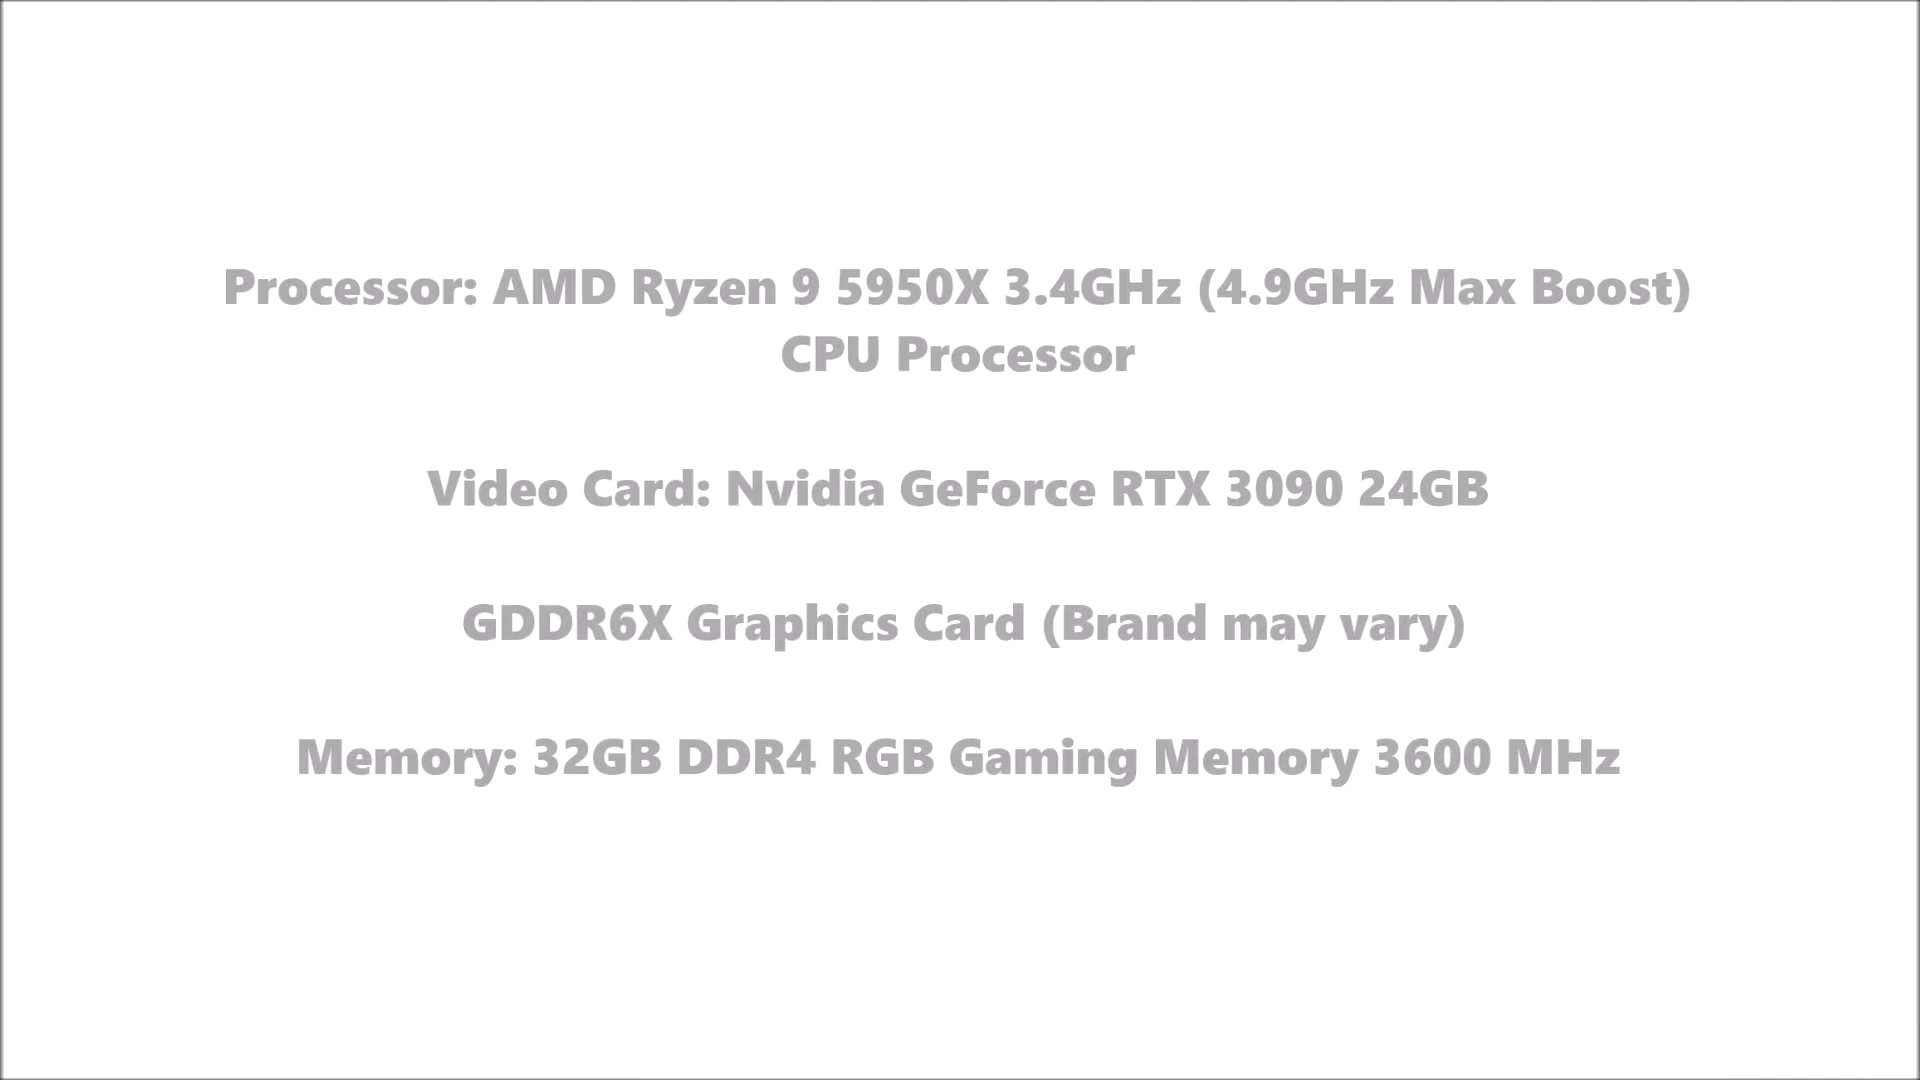 Processor: AMD Ryzen 9 5950X 3.4GHz (4.9GHz Max Boost)
CPU Processor
Video Card: Nvidia GeForce RTX 3090 24GB
GDDR6X Graphics Card (Brand may vary)
Memory: 32GB DDR4 RGB Gaming Memory 3600 MHz